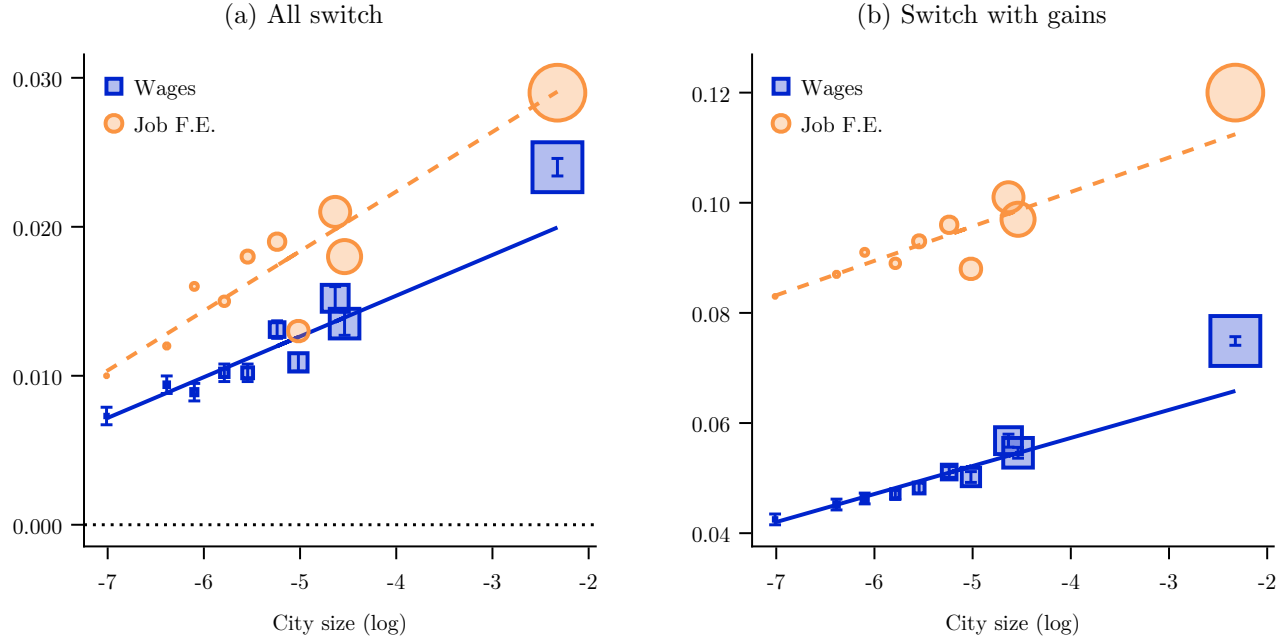 (a) All switch
0.030
0.020
0.010
0.000
Wages
Job F.E.
-7 -6 -5 -4 -3 -2
City size (log)
(b) Switch with gains
0.12
0.10
0.08
0.06
0.04
Wages
Job F.E.
-7 -6 -5 -4 -3 -2
City size (log)